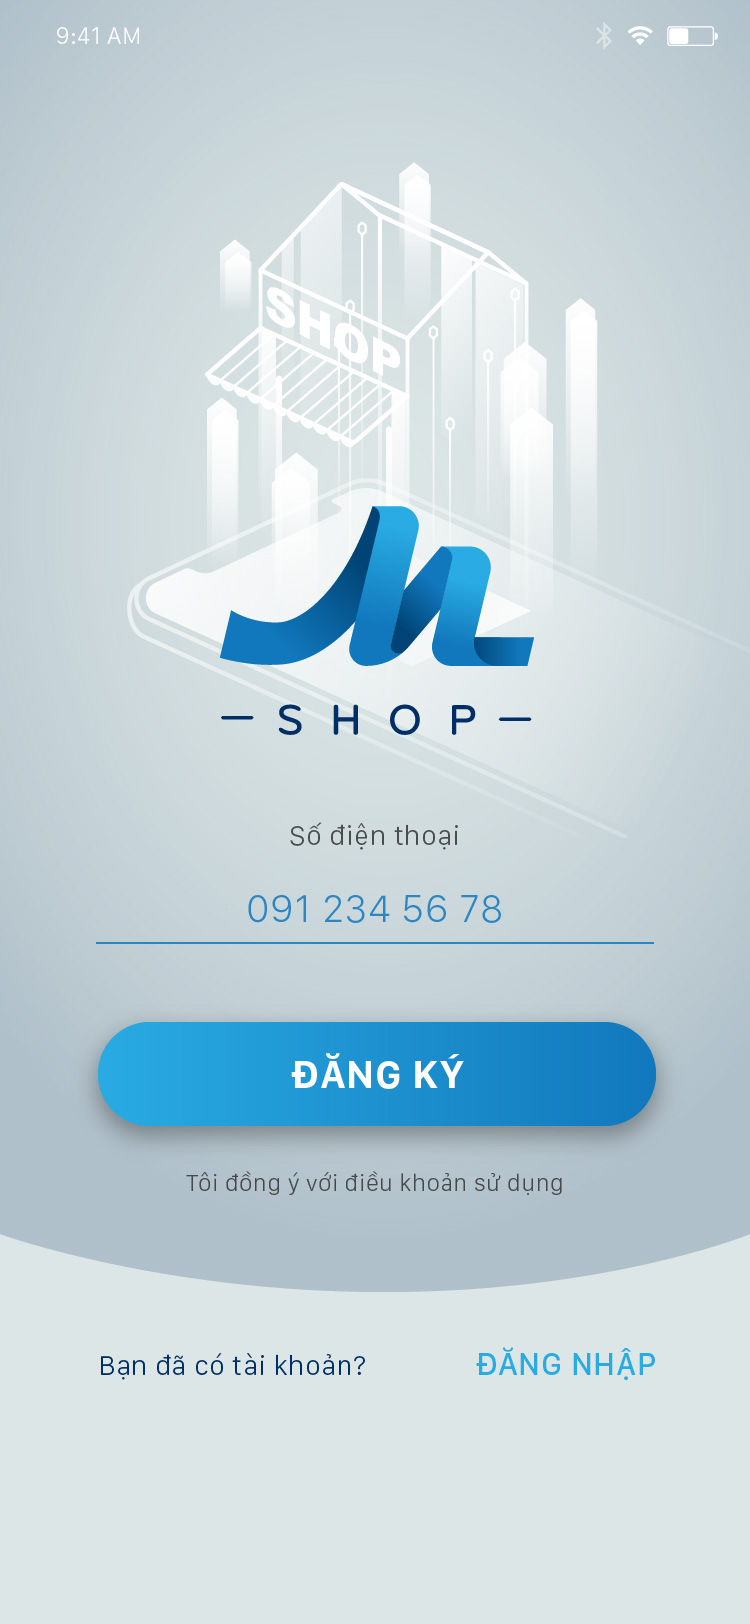 9:41 AM
SHOP
M
— SHOP —
Số điện thoại
091 234 56 78
ĐĂNG KÝ
Tôi đồng ý với điều khoản sử dụng
Bạn đã có tài khoản?
ĐĂNG NHẬP